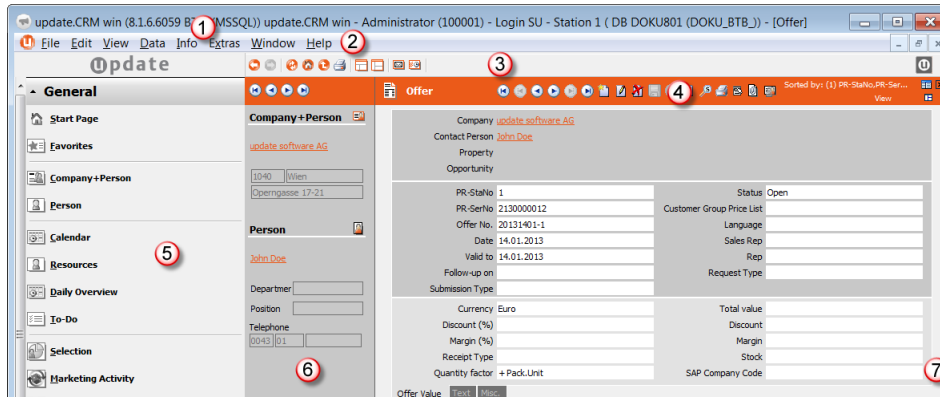 update.CRM win (8.1.6.6059 B MSSQL)) update.CRM win - Administrator (100001) - Login SU - Station 1 ( DB DOKU801 (DOKU_BTB_)) - [Offer]
1
File Edit View Data Info Extras Window Help
2
update
3
General
Offer
4
Sorted by: (1) PR-StaNo,PR-Ser...
View
Start Page
Favorites
Company+Person
Person
Calendar
Resources
Daily Overview
To-Do
Selection
Marketing Activity
5
Company+Person
update software AG
1040 Wien
Operngasse 17-21
Person
John Doe
Departmer
Position
Telephone
0043 01
6
Company update software AG
Contact Person John Doe
Property
Opportunity
PR-StaNo 1
PR-SerNo 2130000012
Offer No. 20131401-1
Date 14.01.2013
Valid to 14.01.2013
Follow-up on
Submission Type
Status Open
Customer Group Price List
Language
Sales Rep
Rep
Request Type
Currency Euro
Discount (%)
Margin (%)
Receipt Type
Quantity factor +Pack.Unit
Total value
Discount
Margin
Stock
SAP Company Code
7
Offer Value Text Misc.